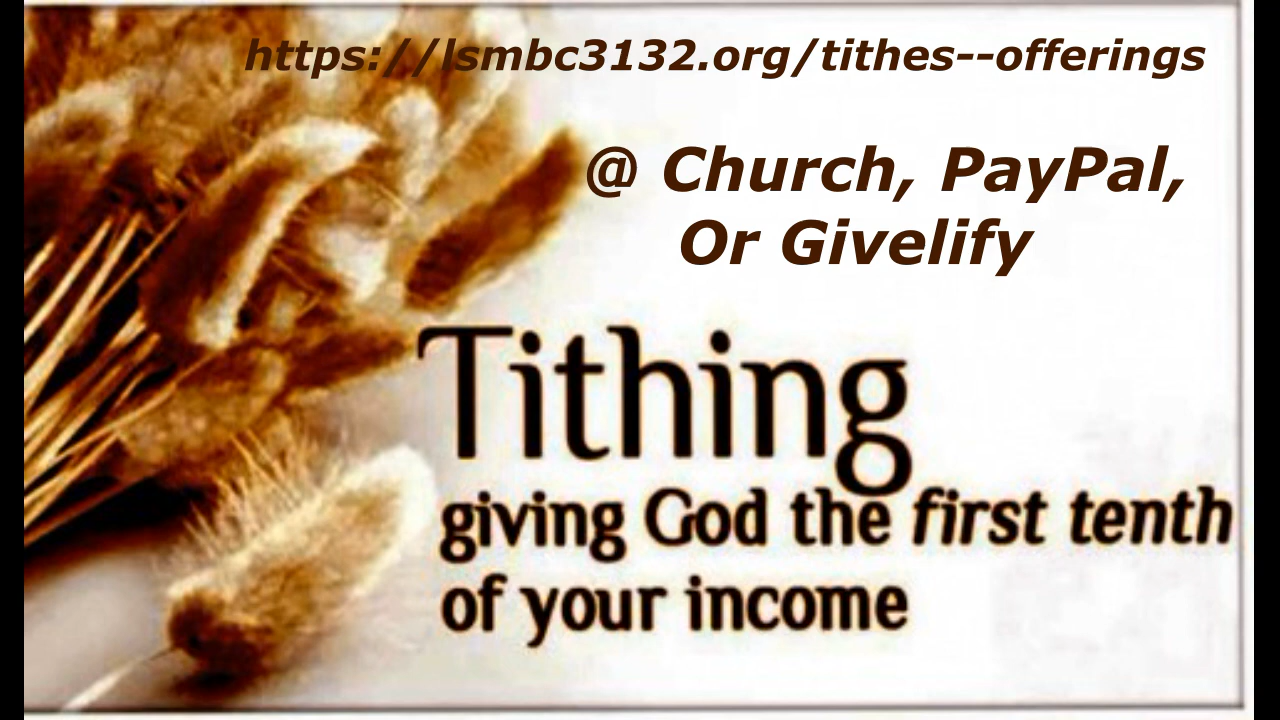 https://lsmbc3132.org/tithes--offerings
@ Church, PayPal,
Or Givelify
Tithing
giving God the first tenth
of your income